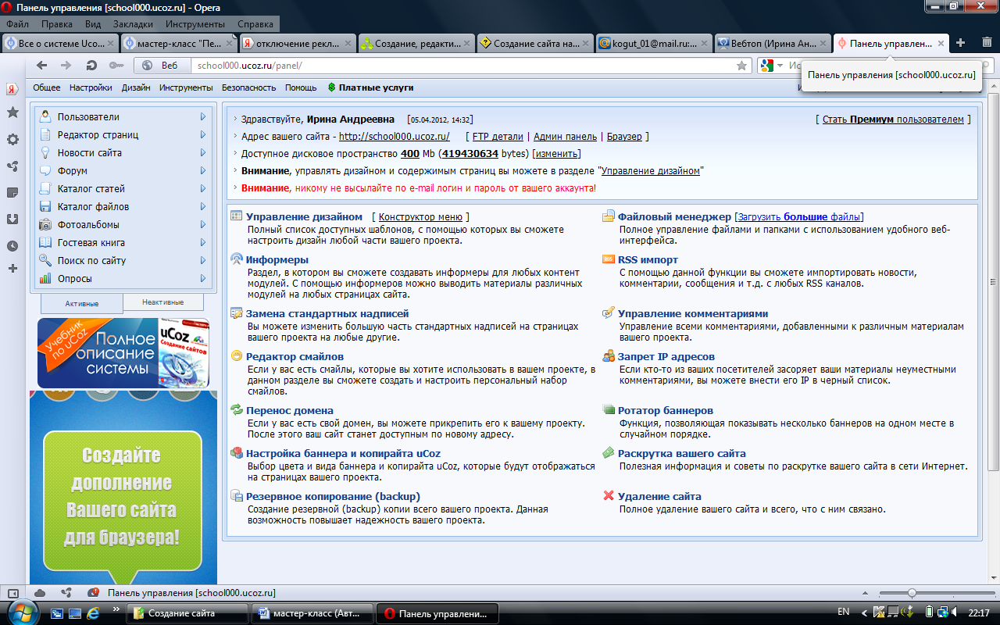 Панель управления [school000.ucoz.ru] - Opera
Файл Правка Вид Закладки Инструменты Справка
Все о системе Uco...
мастер-класс "Пе...
отключение рекл...
Создание, редакти...
Создание сайта на...
kogut_01@mail.ru:...
Вебтоп (Ирина Ан...
Панель управлен...
Веб
school000.ucoz.ru/panel/
Панель управления [school000.ucoz.ru]
Общее Настройки Дизайн Инструменты Безопасность Помощь $ Платные услуги
Пользователи
Редактор страниц
Новости сайта
Форум
Каталог статей
Каталог файлов
Фотоальбомы
Гостевая книга
Поиск по сайту
Опросы
Активные
Неактивные
Учебник по uCoz
Полное
описание
системы
uCoz
Создание сайтов
Создайте
дополнение
Вашего сайта
для браузера!
Здравствуйте, Ирина Андреевна [05.04.2012, 14:32]
[ Стать Премиум пользователем ]
Адрес вашего сайта - http://school000.ucoz.ru/ [ FTP детали | Админ панель | Браузер ]
Доступное дисковое пространство 400 Mb (419430634 bytes) [изменить]
Внимание, управлять дизайном и содержимым страниц вы можете в разделе "Управление дизайном"
Внимание, никому не высылайте по e-mail логин и пароль от вашего аккаунта!
Управление дизайном [ Конструктор меню ]
Полный список доступных шаблонов, с помощью которых вы сможете
настроить дизайн любой части вашего проекта.
Файловый менеджер [Загрузить большие файлы]
Полное управление файлами и папками с использованием удобного веб-
интерфейса.
Информеры
Раздел, в котором вы сможете создавать информеры для любых контент
модулей. С помощью информеров можно выводить материалы различных
модулей на любых страницах сайта.
RSS импорт
С помощью данной функции вы сможете импортировать новости,
комментарии, сообщения и т.д. с любых RSS каналов.
Замена стандартных надписей
Вы можете изменить большую часть стандартных надписей на страницах
вашего проекта на любые другие.
Управление комментариями
Управление всеми комментариями, добавленными к различным материалам
вашего проекта.
Редактор смайлов
Если у вас есть смайлы, которые вы хотите использовать в вашем проекте, в
данном разделе вы сможете создать и настроить персональный набор
смайлов.
Запрет IP адресов
Если кто-то из ваших посетителей засоряет ваши материалы неуместными
комментариями, вы можете внести его IP в черный список.
Перенос домена
Если у вас есть свой домен, вы можете прикрепить его к вашему проекту.
После этого ваш сайт станет доступным по новому адресу.
Ротатор баннеров
Функция, позволяющая показывать несколько баннеров на одном месте в
случайном порядке.
Настройка баннера и копирайта uCoz
Выбор цвета и вида баннера и копирайта uCoz, которые будут отображаться
на страницах вашего проекта.
Раскрутка вашего сайта
Полезная информация и советы по раскрутке вашего сайта в сети Интернет.
Резервное копирование (backup)
Создание резервной (backup) копии всего вашего проекта. Данная
возможность повышает надежность вашего проекта.
Удаление сайта
Полное удаление вашего сайта и всего, что с ним связано.
Панель управления [school000.ucoz.ru]
Создание сайта
мастер-класс (Авт...
Панель управлени...
EN
22:17